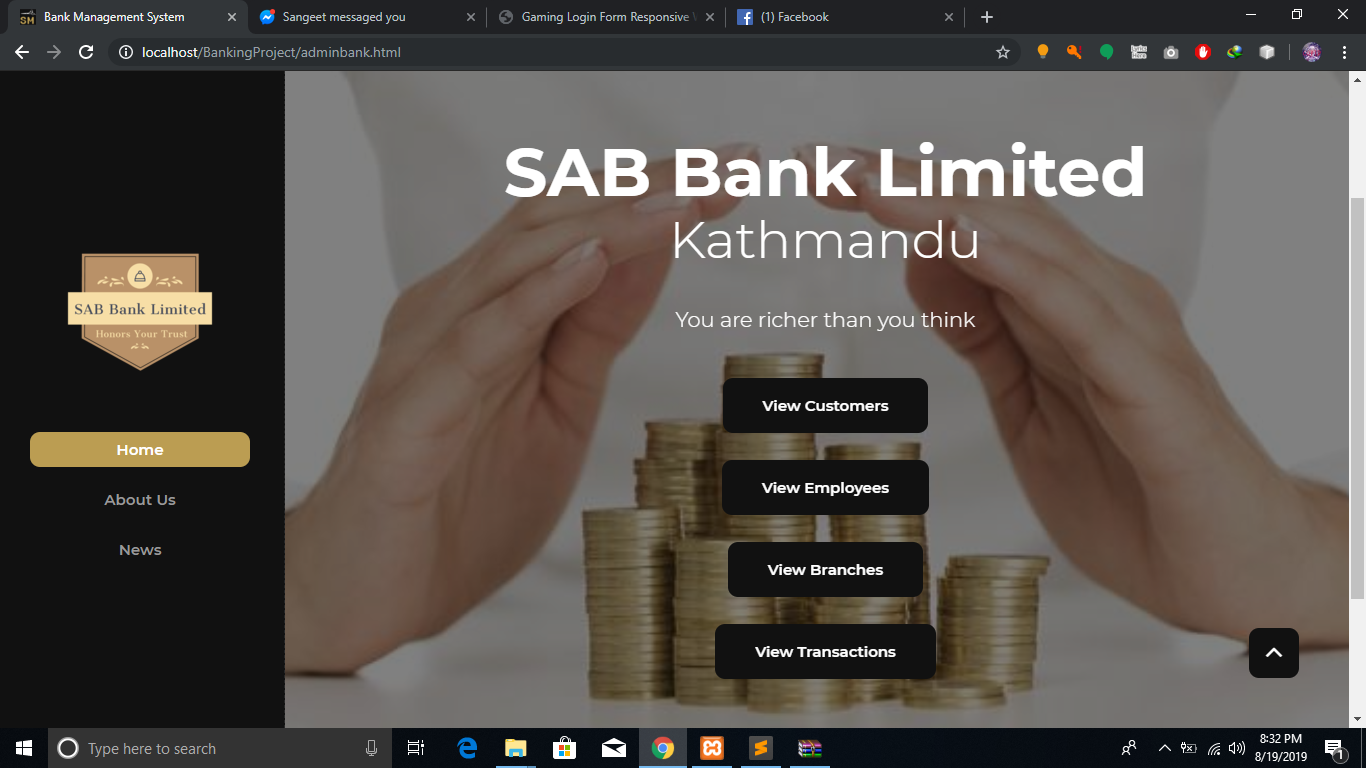 Bank Management System
Sangeet messaged you
Gaming Login Form Responsive
(1) Facebook
localhost/BankingProject/adminbank.html
SAB Bank Limited
Honors Your Trust
Home
About Us
News
SAB Bank Limited
Kathmandu
You are richer than you think
View Customers
View Employees
View Branches
View Transactions
Type here to search
8:32 PM
8/19/2019
1